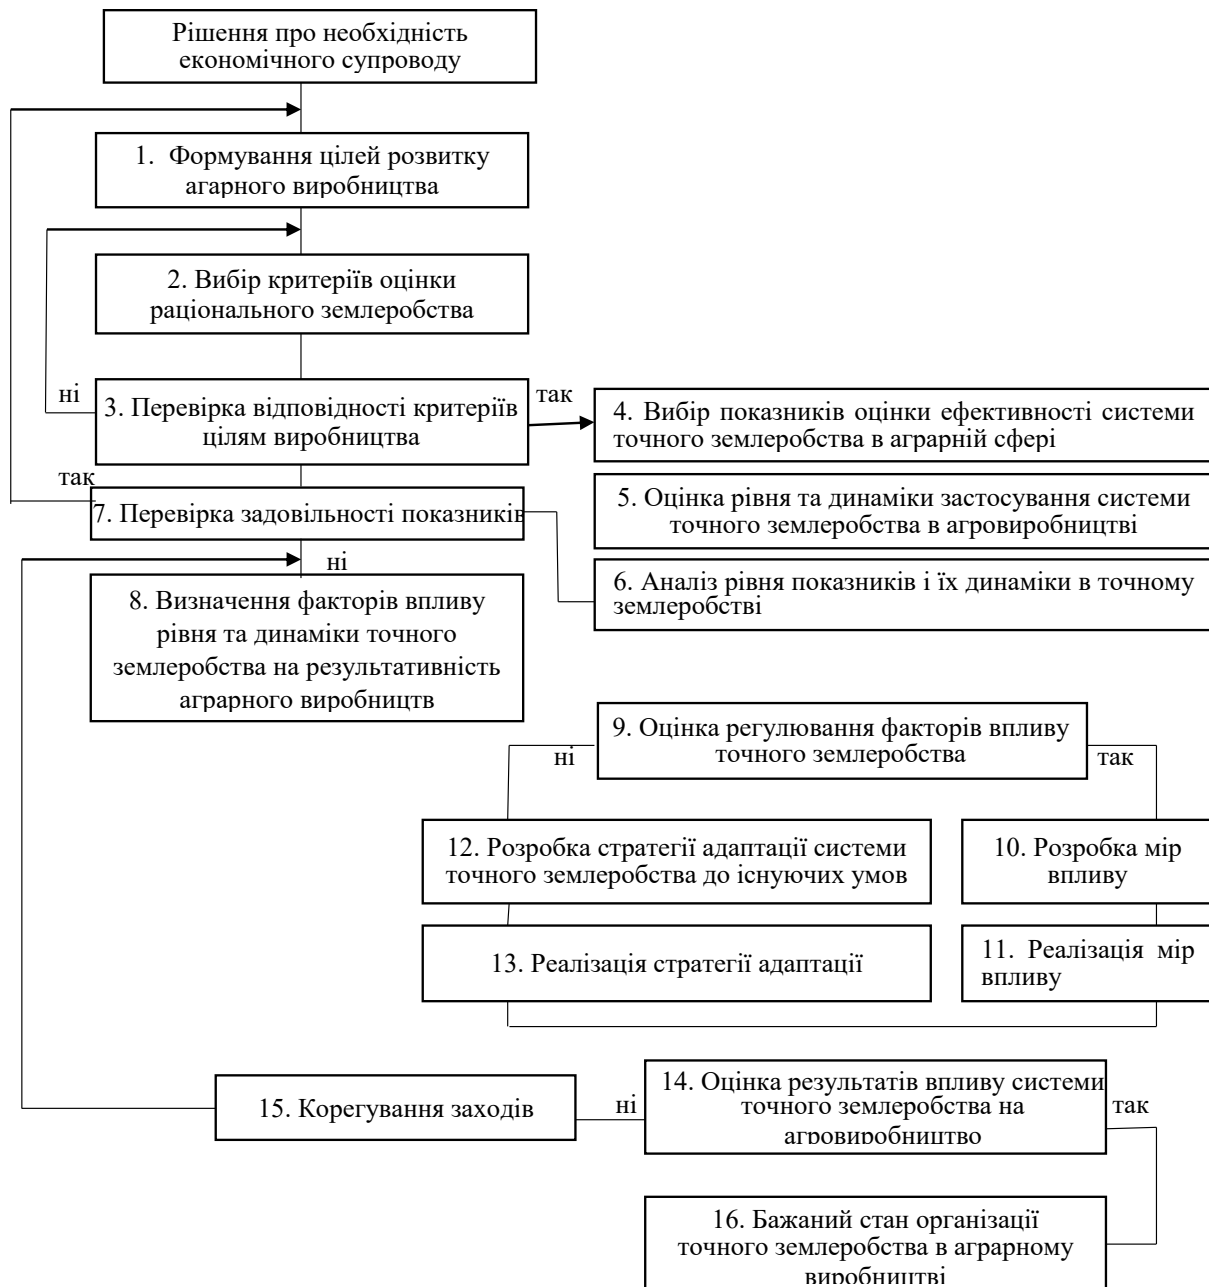 Рішення про необхідність
економічного супроводу
1. Формування цілей розвитку
агарного виробництва
2. Вибір критеріїв оцінки
раціонального землеробства
ні
3. Перевірка відповідності критеріїв
цілям виробництва
так
4. Вибір показників оцінки ефективності системи
точного землеробства в аграрній сфері
так
7. Перевірка задовільності показників
5. Оцінка рівня та динаміки застосування системи
точного землеробства в агровиробництві
ні
6. Аналіз рівня показників і їх динаміки в точному
землеробстві
8. Визначення факторів впливу
рівня та динаміки точного
землеробства на результативність
аграрного виробництв
9. Оцінка регулювання факторів впливу
точного землеробства
ні
так
12. Розробка стратегії адаптації системи
точного землеробства до існуючих умов
10. Розробка мір
впливу
13. Реалізація стратегії адаптації
11. Реалізація мір
впливу
14. Оцінка результатів впливу системи
точного землеробства на
агровиробництво
15. Корегування заходів
ні
так
16. Бажаний стан організації
точного землеробства в аграрному
виробництві